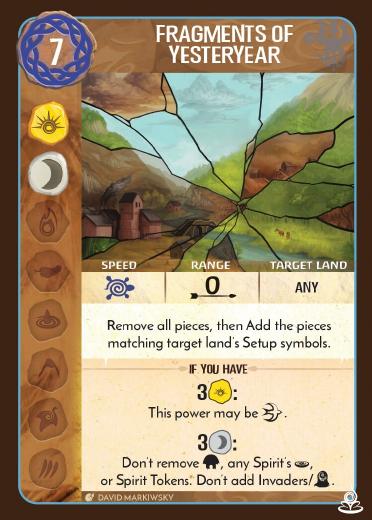 7
FRAGMENTS OF
YESTERYEAR
SPEED RANGE TARGET LAND
0 ANY
Remove all pieces, then Add the pieces
matching target land's Setup symbols.
IF YOU HAVE
3 :
This power may be .
3 :
Don't remove , any Spirit's ,
or Spirit Tokens. Don't add Invaders/ .
DAVID MARKIWSKY